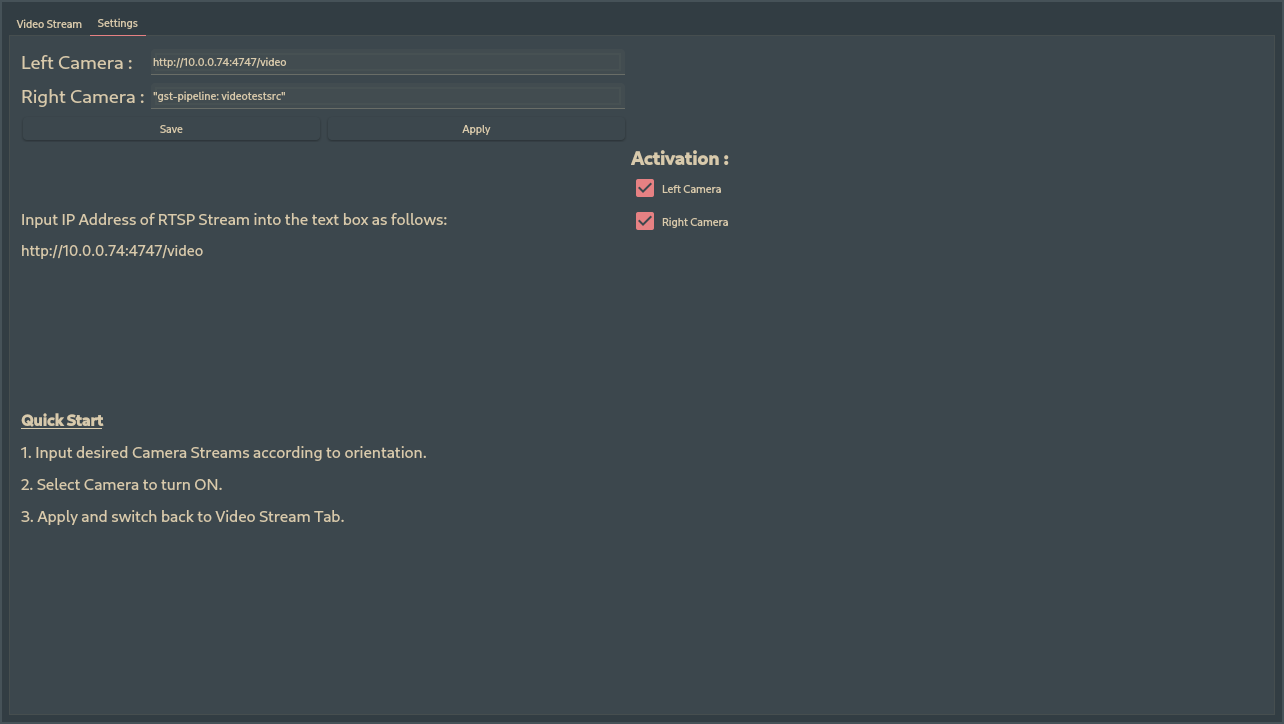 Video Stream Settings
Left Camera : http://10.0.0.74:4747/video
Right Camera : "gst-pipeline: videotestsrc"
Save Apply
Activation :
Left Camera
Right Camera
Input IP Address of RTSP Stream into the text box as follows:
http://10.0.0.74:4747/video
Quick Start
1. Input desired Camera Streams according to orientation.
2. Select Camera to turn ON.
3. Apply and switch back to Video Stream Tab.